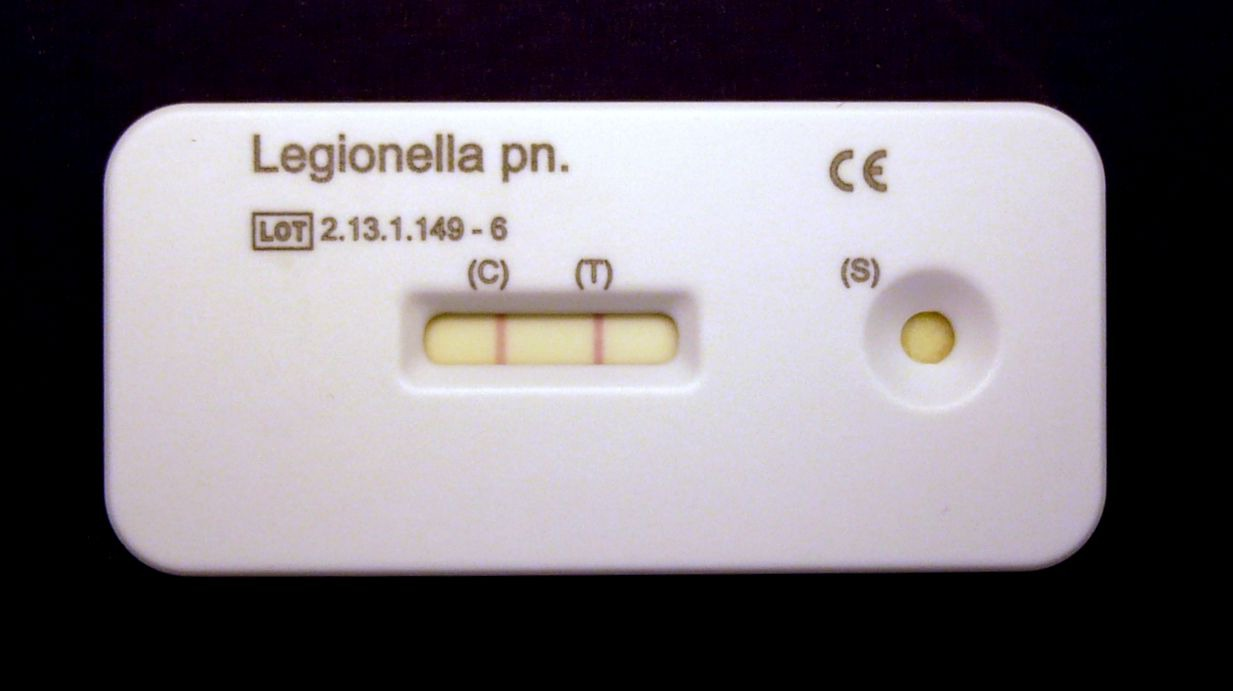 Legionella pn.
CE
LOT 2.13.1.149 - 6
(C) (T)
(S)